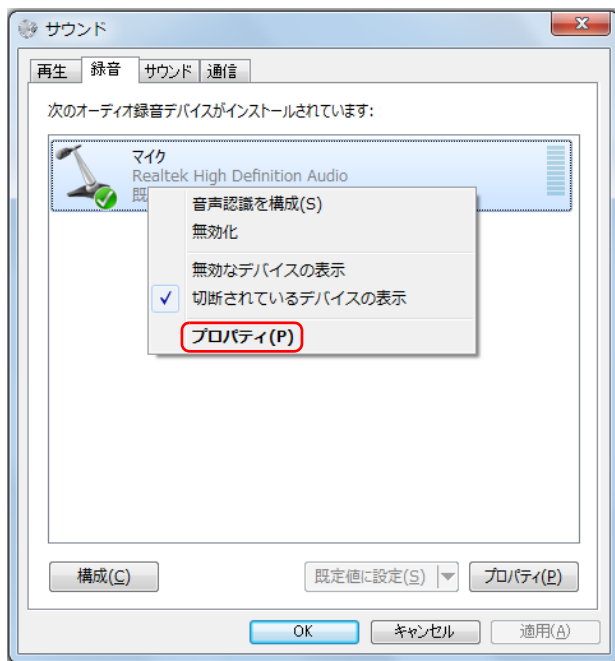 サウンド
再生 録音 サウンド 通信
次のオーディオ録音デバイスがインストールされています:
マイク
Realtek High Definition Audio
既
音声認識を構成(S)
無効化
無効なデバイスの表示
切断されているデバイスの表示
プロパティ(P)
構成(C) 既定値に設定(S) プロパティ(P)
OK キャンセル 適用(A)